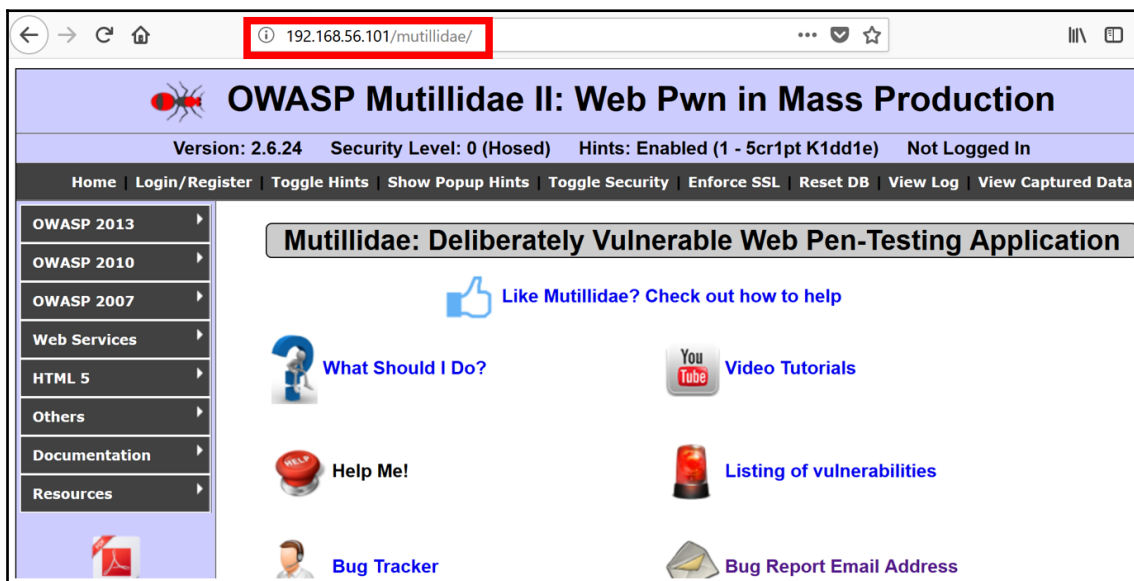 192.168.56.101/mutillidae/
OWASP Mutillidae II: Web Pwn in Mass Production
Version: 2.6.24 Security Level: 0 (Hosed) Hints: Enabled (1 - 5cr1pt K1dd1e) Not Logged In
Home | Login/Register | Toggle Hints | Show Popup Hints | Toggle Security | Enforce SSL | Reset DB | View Log | View Captured Data
OWASP 2013
OWASP 2010
OWASP 2007
Web Services
HTML 5
Others
Documentation
Resources
Mutillidae: Deliberately Vulnerable Web Pen-Testing Application
Like Mutillidae? Check out how to help
What Should I Do?
You Tube Video Tutorials
HELP Help Me!
Listing of vulnerabilities
Bug Tracker
Bug Report Email Address